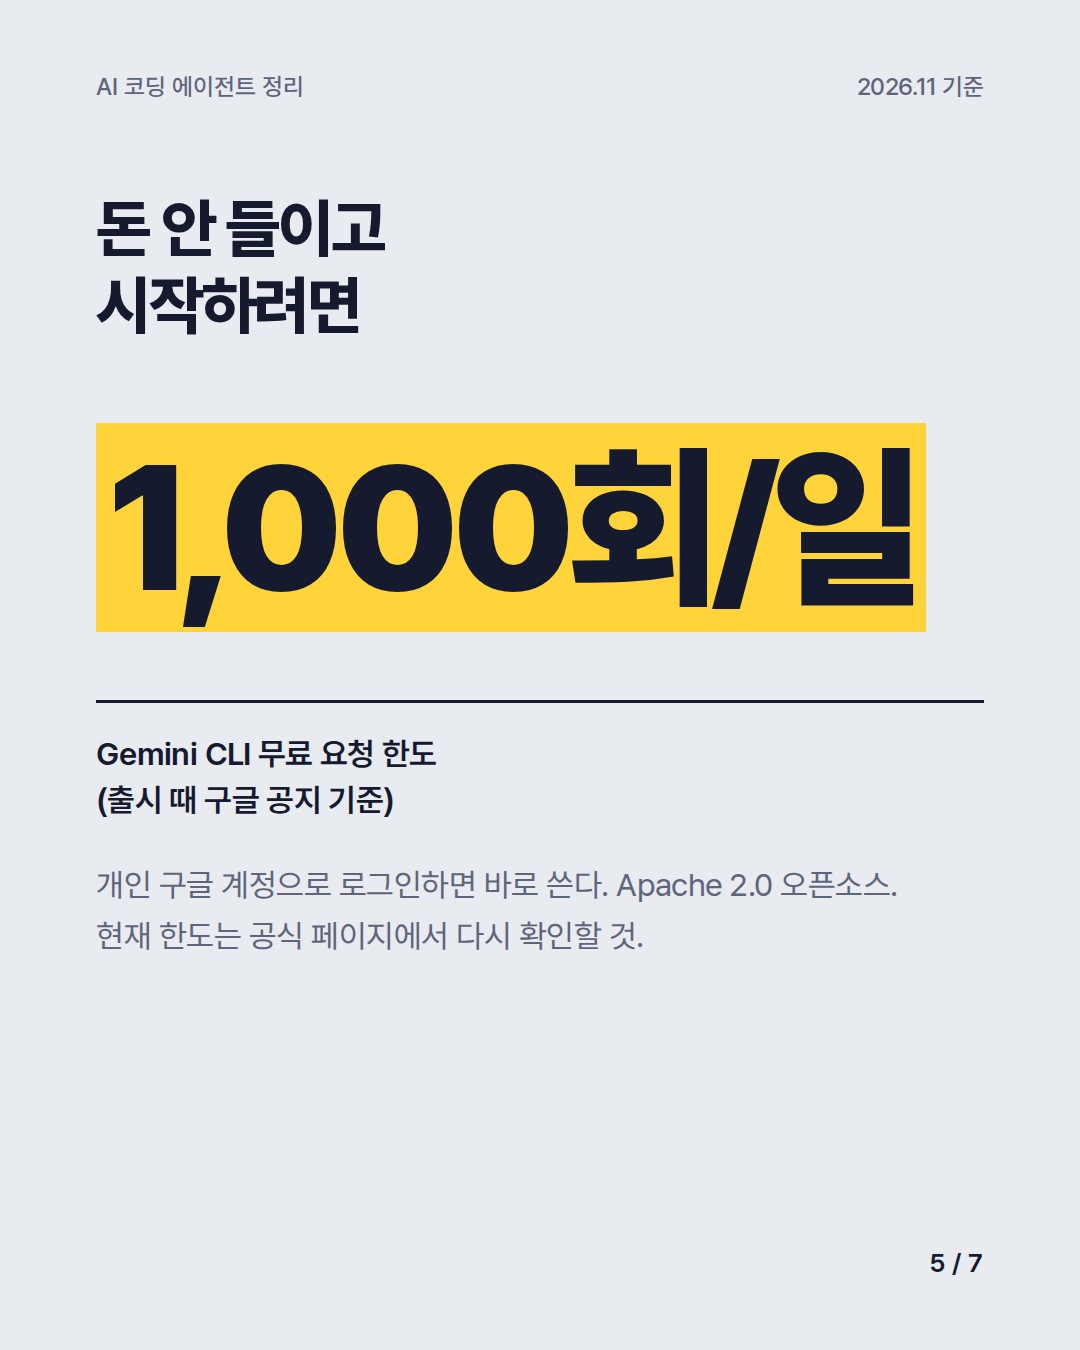 AI 코딩 에이전트 정리
2026.11 기준
돈 안 들이고
시작하려면
1,000회/일
Gemini CLI 무료 요청 한도
(출시 때 구글 공지 기준)
개인 구글 계정으로 로그인하면 바로 쓴다. Apache 2.0 오픈소스.
현재 한도는 공식 페이지에서 다시 확인할 것.
5 / 7